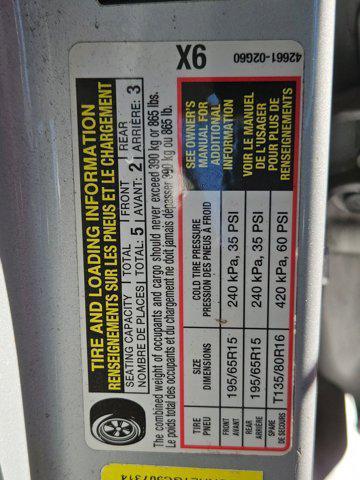 TIRE AND LOADING INFORMATION
RENSEIGNEMENTS SUR LES PNEUS ET LE CHARGEMENT
SEATING CAPACITY | TOTAL | FRONT | REAR
NOMBRE DE PLACES | TOTAL: 5 | AVANT: 2 | ARRIÈRE: 3
The combined weight of occupants and cargo should never exceed 390 kg or 865 lbs.
Le poids total des occupants et du chargement ne doit jamais dépasser 390 kg ou 865 lb.
TIRE
PNEU
SIZE
DIMENSIONS
COLD TIRE PRESSURE
PRESSION DES PNEUS À FROID
FRONT
AVANT
195/65R15
240 kPa, 35 PSI
REAR
ARRIÈRE
195/65R15
240 kPa, 35 PSI
SPARE
DE SECOURS
T135/80R16
420 kPa, 60 PSI
SEE OWNER'S
MANUAL FOR
ADDITIONAL
INFORMATION
VOIR LE MANUEL
DE L'USAGER
POUR PLUS DE
RENSEIGNEMENTS
X6
42661-02G60